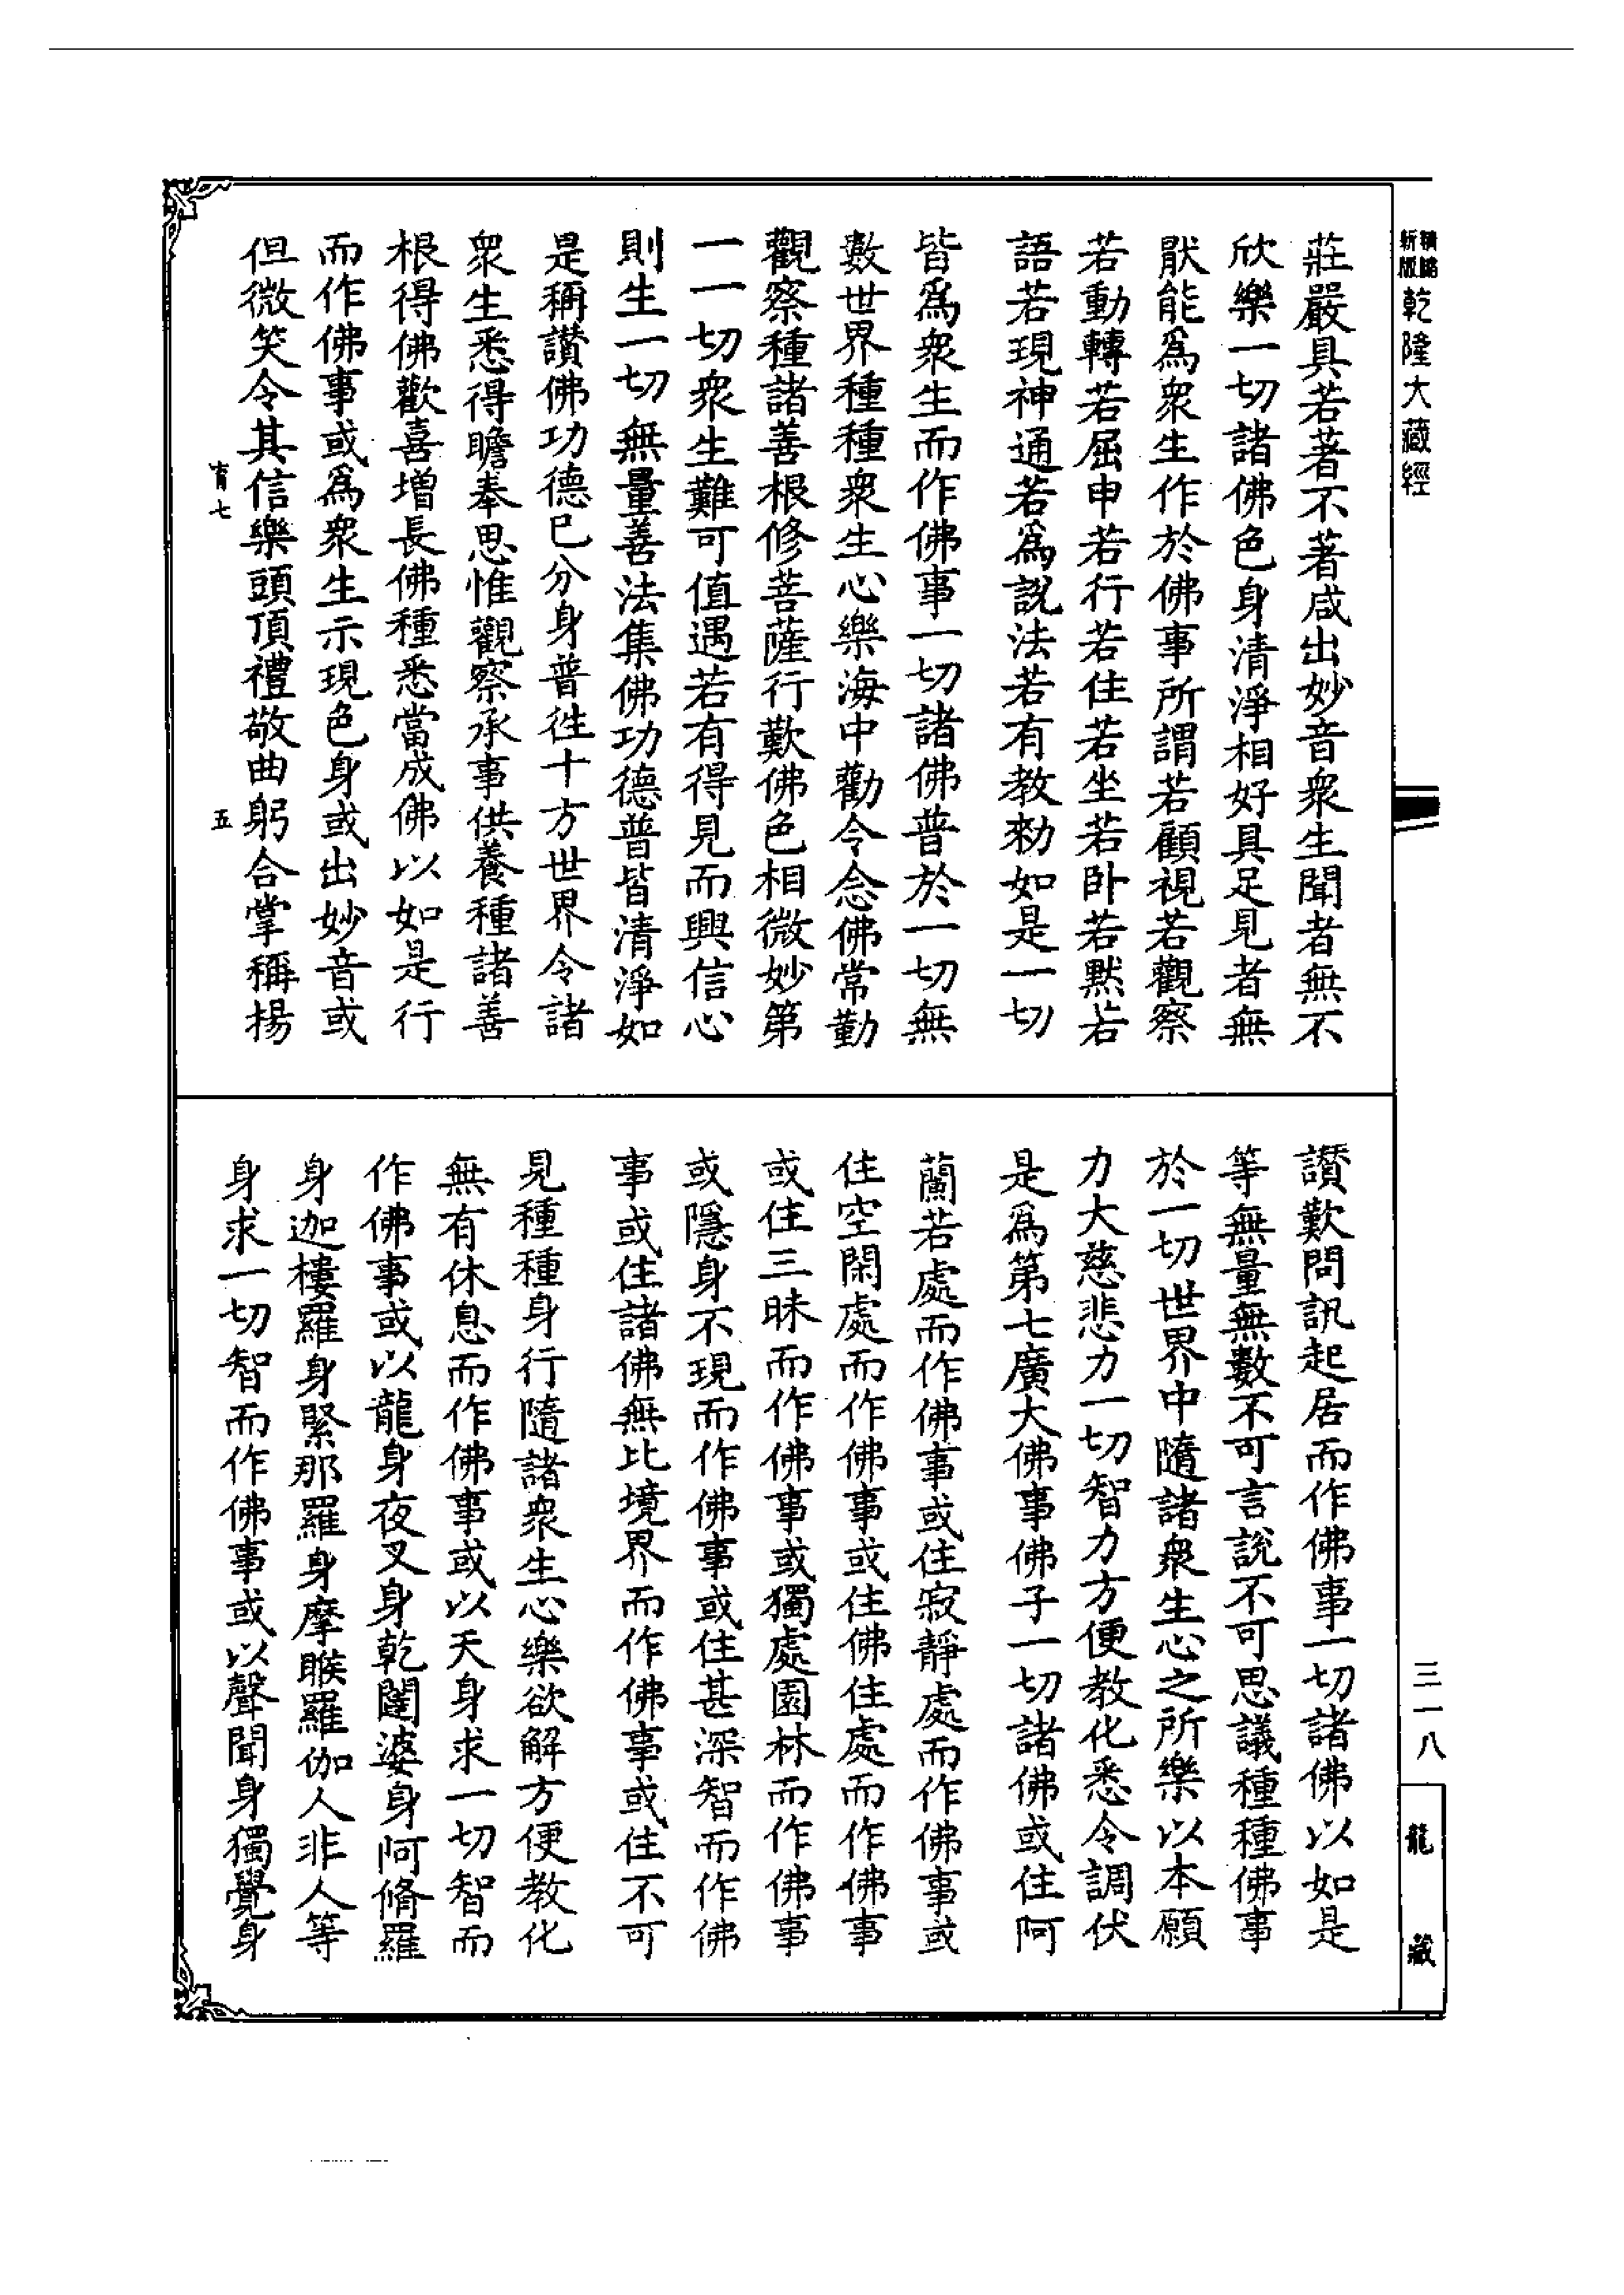 新版精縮乾隆大藏經
莊嚴具若著不著咸出妙音衆生聞者無不
欣樂一切諸佛色身清淨相好具足見者無
厭能爲衆生作於佛事所謂若顧視若觀察
若動轉若屈申若行若住若坐若卧若默若
語若現神通若爲說法若有教勑如是一切
皆爲衆生而作佛事一切諸佛普於一切無
數世界種種衆生心樂海中勸令念佛常勤
觀察種諸善根修菩薩行歎佛色相微妙第
一一切衆生難可值遇若有得見而興信心
則生一切無量善法集佛功德普皆清淨如
是稱讚佛功德已分身普徃十方世界令諸
衆生悉得瞻奉思惟觀察承事供養種諸善
根得佛歡喜增長佛種悉當成佛以如是行
而作佛事或爲衆生示現色身或出妙音或
但微笑令其信樂頭頂禮敬曲躬合掌稱揚
育七 五
讚歎問訊起居而作佛事一切諸佛以如是
等無量無數不可言說不可思議種種佛事
於一切世界中隨諸衆生心之所樂以本願
力大慈悲力一切智力方便教化悉令調伏
是爲第七廣大佛事佛子一切諸佛或住阿
蘭若處而作佛事或住寂靜處而作佛事或
住空閑處而作佛事或住佛住處而作佛事
或住三昧而作佛事或獨處園林而作佛事
或隱身不現而作佛事或住甚深智而作佛
事或住諸佛無比境界而作佛事或住不可
見種種身行隨諸衆生心樂欲解方便教化
無有休息而作佛事或以天身求一切智而
作佛事或以龍身夜叉身乾闥婆身阿脩羅
身迦樓羅身緊那羅身摩睺羅伽人非人等
身求一切智而作佛事或以聲聞身獨覺身
三一八
龍藏